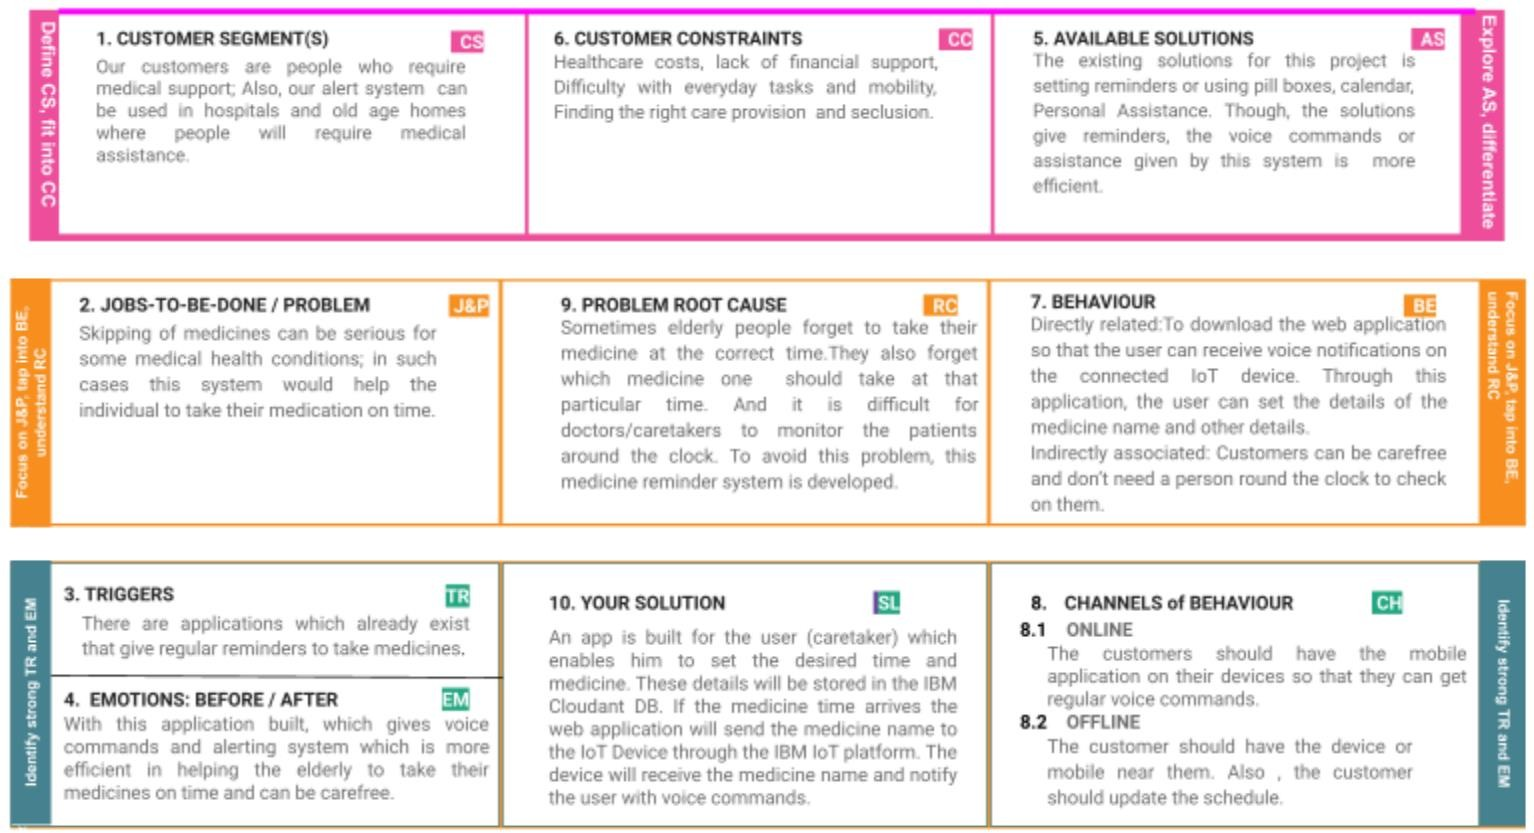 Define CS, fit into CC
1. CUSTOMER SEGMENT(S)
CS
Our customers are people who require
medical support; Also, our alert system can
be used in hospitals and old age homes
where people will require medical
assistance.
6. CUSTOMER CONSTRAINTS
CC
Healthcare costs, lack of financial support,
Difficulty with everyday tasks and mobility,
Finding the right care provision and seclusion.
5. AVAILABLE SOLUTIONS
AS
The existing solutions for this project is
setting reminders or using pill boxes, calendar,
Personal Assistance. Though, the solutions
give reminders, the voice commands or
assistance given by this system is more
efficient.
Explore AS, differentiate
Focus on J&P, tap into BE,
understand RC
2. JOBS-TO-BE-DONE / PROBLEM
J&P
Skipping of medicines can be serious for
some medical health conditions; in such
cases this system would help the
individual to take their medication on time.
9. PROBLEM ROOT CAUSE
RC
Sometimes elderly people forget to take their
medicine at the correct time.They also forget
which medicine one should take at that
particular time. And it is difficult for
doctors/caretakers to monitor the patients
around the clock. To avoid this problem, this
medicine reminder system is developed.
7. BEHAVIOUR
BE
Directly related:To download the web application
so that the user can receive voice notifications on
the connected IoT device. Through this
application, the user can set the details of the
medicine name and other details.
Indirectly associated: Customers can be carefree
and don't need a person round the clock to check
on them.
Focus on J&P, tap into BE,
understand RC
Identify strong TR and EM
3. TRIGGERS
TR
There are applications which already exist
that give regular reminders to take medicines.
4. EMOTIONS: BEFORE / AFTER
EM
With this application built, which gives voice
commands and alerting system which is more
efficient in helping the elderly to take their
medicines on time and can be carefree.
10. YOUR SOLUTION
SL
An app is built for the user (caretaker) which
enables him to set the desired time and
medicine. These details will be stored in the IBM
Cloudant DB. If the medicine time arrives the
web application will send the medicine name to
the IoT Device through the IBM IoT platform. The
device will receive the medicine name and notify
the user with voice commands.
8. CHANNELS of BEHAVIOUR
CH
8.1 ONLINE
The customers should have the mobile
application on their devices so that they can get
regular voice commands.
8.2 OFFLINE
The customer should have the device or
mobile near them. Also , the customer
should update the schedule.
Identify strong TR and EM